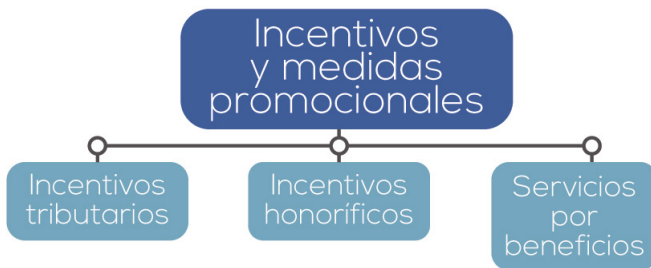 Incentivos
y medidas
promocionales
Incentivos
tributarios
Incentivos
honoríficos
Servicios
por
beneficios